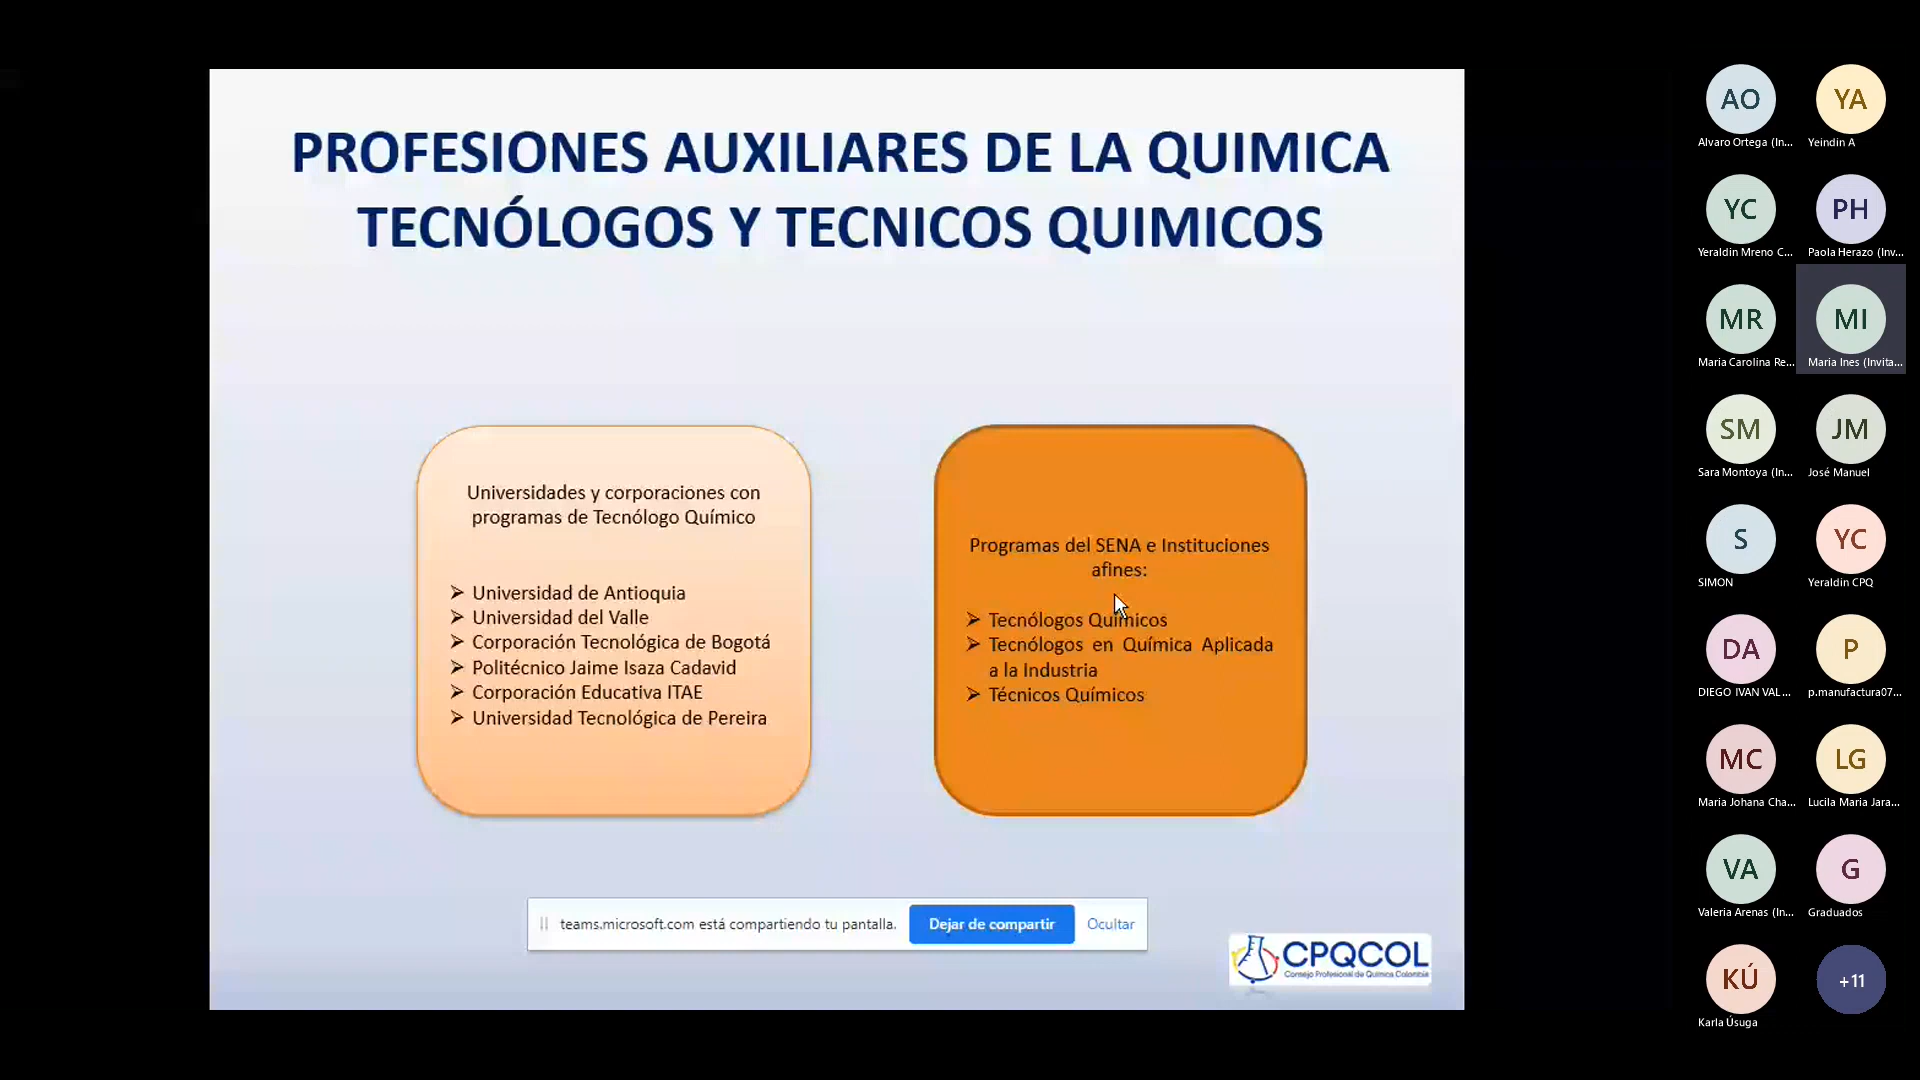 PROFESIONES AUXILIARES DE LA QUIMICA
TECNÓLOGOS Y TECNICOS QUIMICOS
Universidades y corporaciones con
programas de Tecnólogo Químico
Universidad de Antioquia
Universidad del Valle
Corporación Tecnológica de Bogotá
Politécnico Jaime Isaza Cadavid
Corporación Educativa ITAE
Universidad Tecnológica de Pereira
Programas del SENA e Instituciones
afines:
Tecnólogos Químicos
Tecnólogos en Química Aplicada
a la Industria
Técnicos Químicos
teams.microsoft.com está compartiendo tu pantalla.
Dejar de compartir
Ocultar
CPQCOL
Consejo Profesional de Química Colombia
AO
Alvaro Ortega (In...
YA
Yeindin A
YC
Yeraldin Mreno C...
PH
Paola Herazo (Inv...
MR
Maria Carolina Re...
MI
Maria Ines (Invita...
SM
Sara Montoya (In...
JM
José Manuel
S
SIMON
YC
Yeraldin CPQ
DA
DIEGO IVAN VAL...
P
p.manufactura07...
MC
Maria Johana Cha...
LG
Lucila Maria Jara...
VA
Valeria Arenas (In...
G
Graduados
KÚ
Karla Úsuga
+11